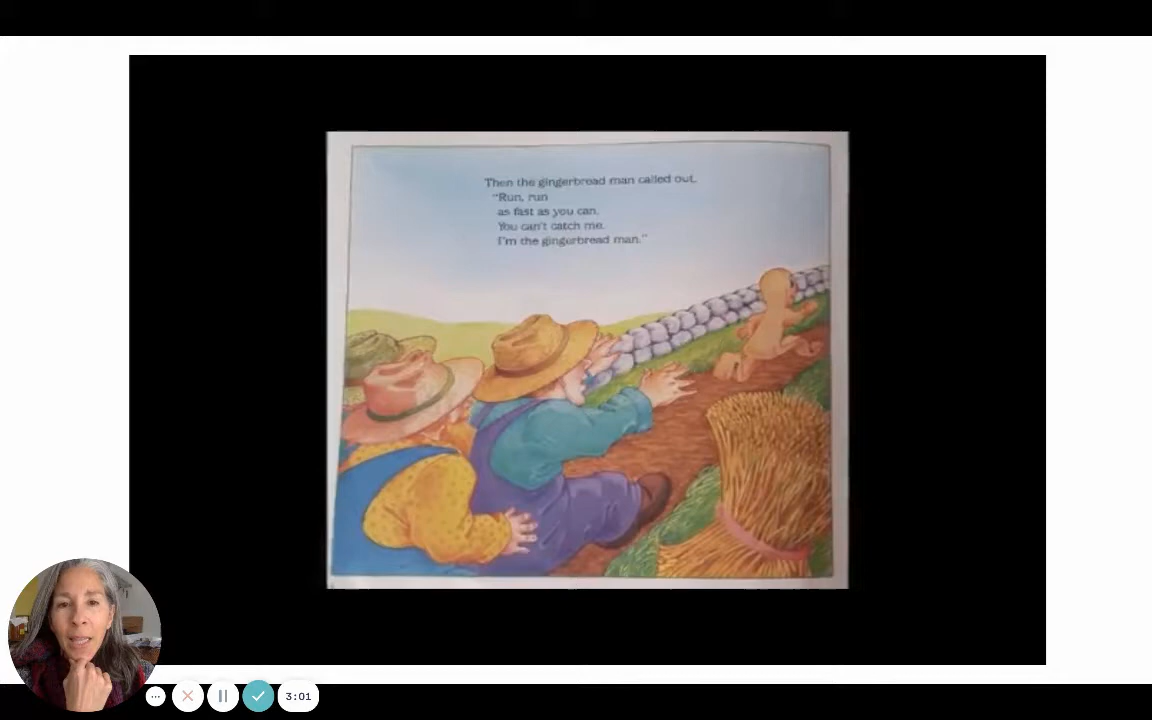 Then the gingerbread man called out,
"Run, run
as fast as you can.
You can't catch me.
I'm the gingerbread man."
3:01